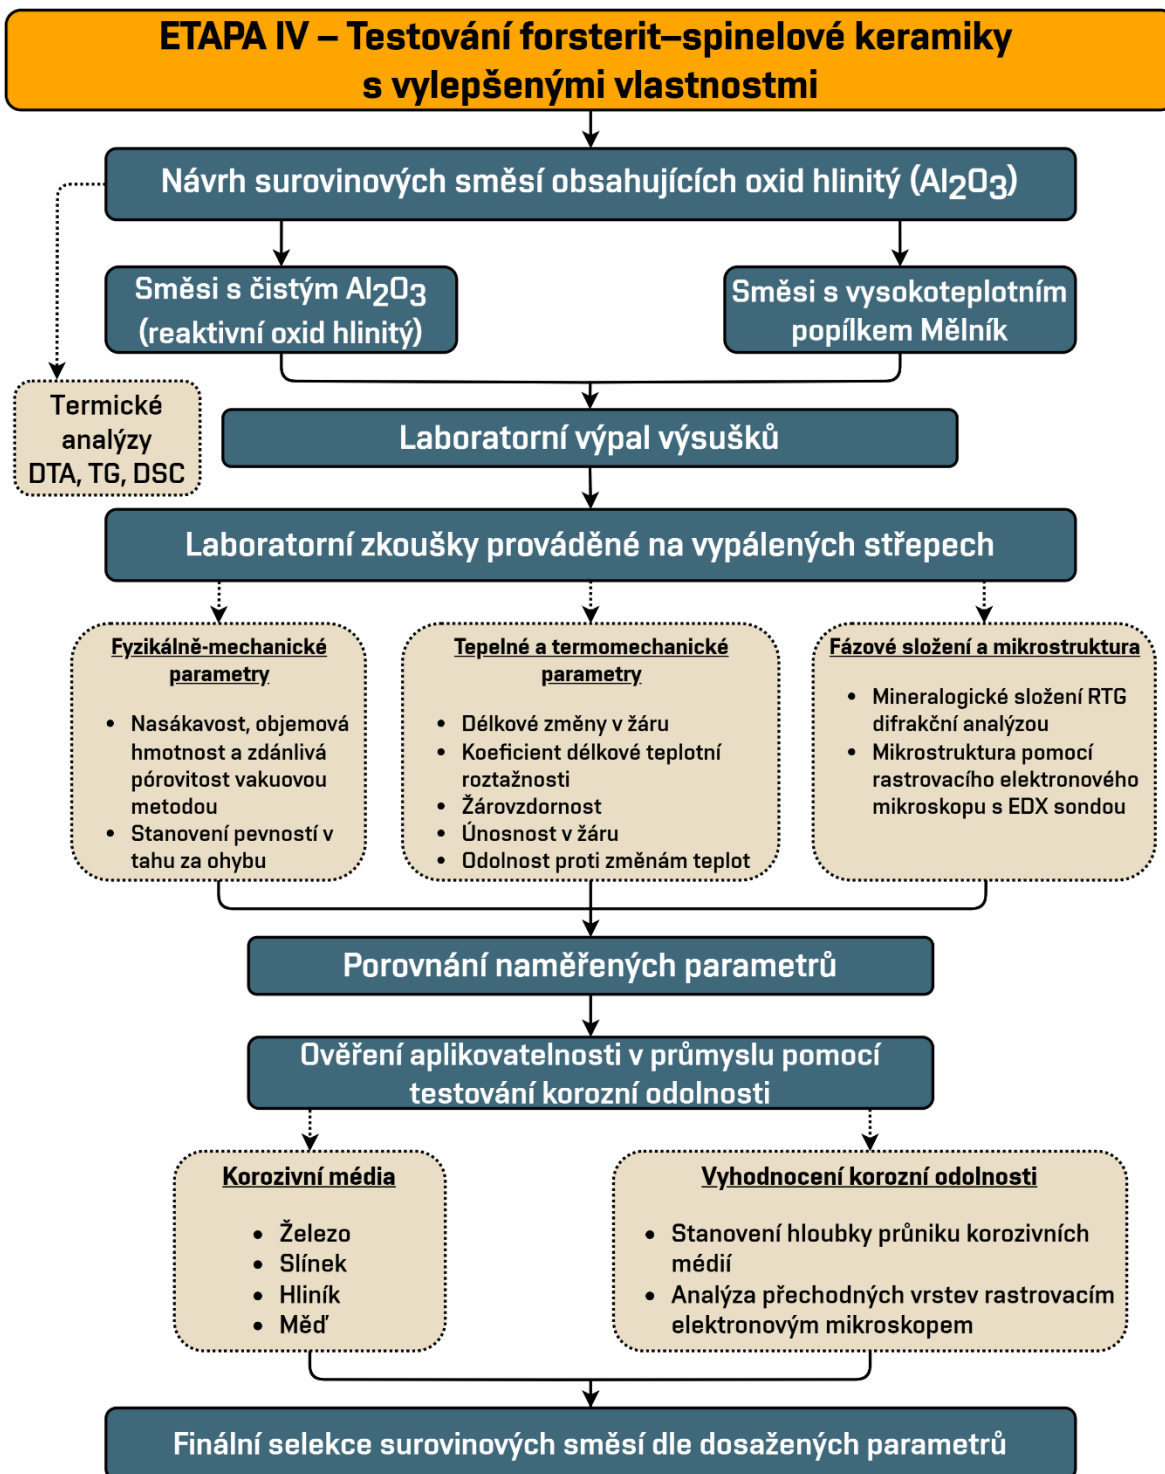 ETAPA IV – Testování forsterit–spinelové keramiky
s vylepšenými vlastnostmi
Návrh surovinových směsí obsahujících oxid hlinitý (Al2O3)
Směsi s čistým Al2O3
(reaktivní oxid hlinitý)
Směsi s vysokoteplotním
popílkem Mělník
Termické
analýzy
DTA, TG, DSC
Laboratorní výpal výsušků
Laboratorní zkoušky prováděné na vypálených střepech
Fyzikálně-mechanické
parametry
• Nasákavost, objemová
hmotnost a zdánlivá
pórovitost vakuovou
metodou
• Stanovení pevností v
tahu za ohybu
Tepelné a termomechanické
parametry
• Délkové změny v žáru
• Koeficient délkové teplotní
roztažnosti
• Žárovzdornost
• Únosnost v žáru
• Odolnost proti změnám teplot
Fázové složení a mikrostruktura
• Mineralogické složení RTG
difrakční analýzou
• Mikrostruktura pomocí
rastrovacího elektronového
mikroskopu s EDX sondou
Porovnání naměřených parametrů
Ověření aplikovatelnosti v průmyslu pomocí
testování korozní odolnosti
Korozivní média
• Železo
• Slínek
• Hliník
• Měď
Vyhodnocení korozní odolnosti
• Stanovení hloubky průniku korozivních
médií
• Analýza přechodných vrstev rastrovacím
elektronovým mikroskopem
Finální selekce surovinových směsí dle dosažených parametrů